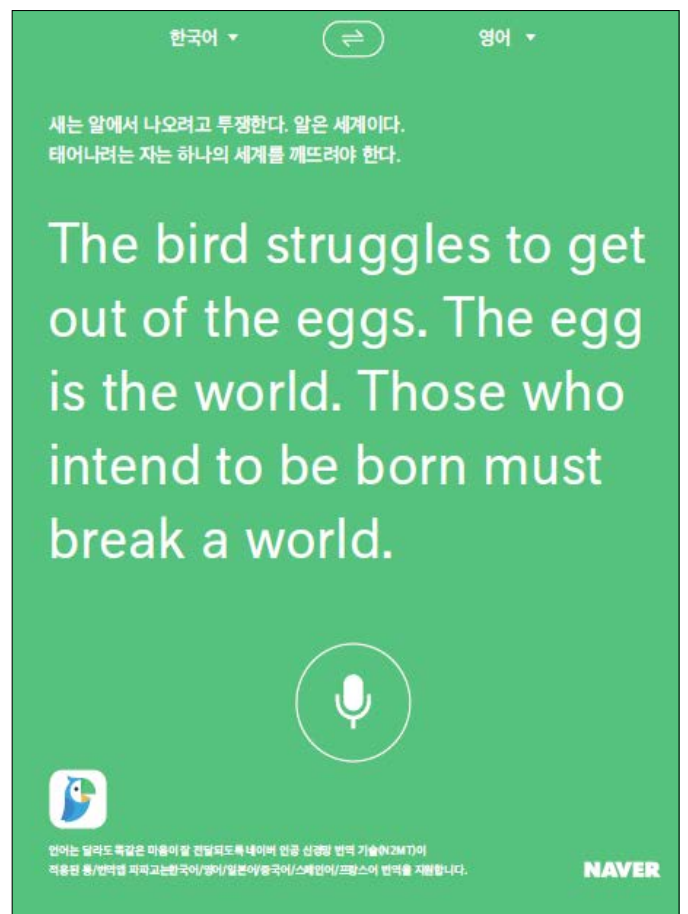 한국어
영어
새는 알에서 나오려고 투쟁한다. 알은 세계이다.
태어나려는 자는 하나의 세계를 깨뜨려야 한다.
The bird struggles to get
out of the eggs. The egg
is the world. Those who
intend to be born must
break a world.
언어는 달라도 똑같은 마음이 잘 전달되도록 네이버 인공 신경망 번역 기술(N2MT)이
적용된 통/번역앱 파파고는 한국어/영어/일본어/중국어/스페인어/프랑스어 번역을 지원합니다.
NAVER